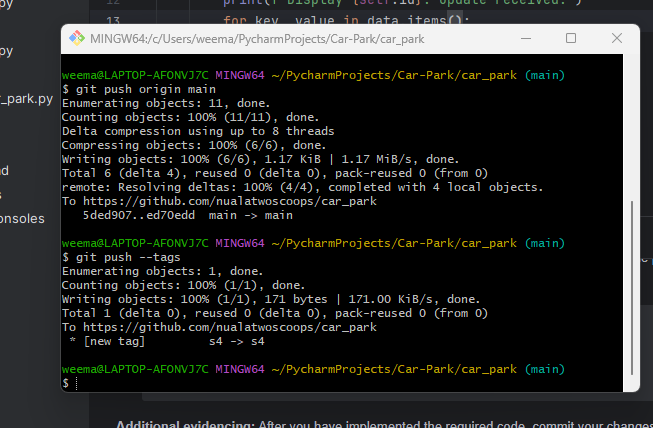 py
12 print(f"Display {self.id}: Update received:")
13 for key, value in data.items():
MINGW64:/c/Users/weema/PycharmProjects/Car-Park/car_park
py
_park.py
onsoles
weema@LAPTOP-AFONVJ7C MINGW64 ~/PycharmProjects/Car-Park/car_park (main)
$ git push origin main
Enumerating objects: 11, done.
Counting objects: 100% (11/11), done.
Delta compression using up to 8 threads
Compressing objects: 100% (6/6), done.
Writing objects: 100% (6/6), 1.17 KiB | 1.17 MiB/s, done.
Total 6 (delta 4), reused 0 (delta 0), pack-reused 0 (from 0)
remote: Resolving deltas: 100% (4/4), completed with 4 local objects.
To https://github.com/nualatwoscoops/car_park
5ded907..ed70edd main -> main
weema@LAPTOP-AFONVJ7C MINGW64 ~/PycharmProjects/Car-Park/car_park (main)
$ git push --tags
Enumerating objects: 1, done.
Counting objects: 100% (1/1), done.
Writing objects: 100% (1/1), 171 bytes | 171.00 KiB/s, done.
Total 1 (delta 0), reused 0 (delta 0), pack-reused 0 (from 0)
To https://github.com/nualatwoscoops/car_park
* [new tag] s4 -> s4
weema@LAPTOP-AFONVJ7C MINGW64 ~/PycharmProjects/Car-Park/car_park (main)
$
Additional evidencing: After you have implemented the required code, commit your changes